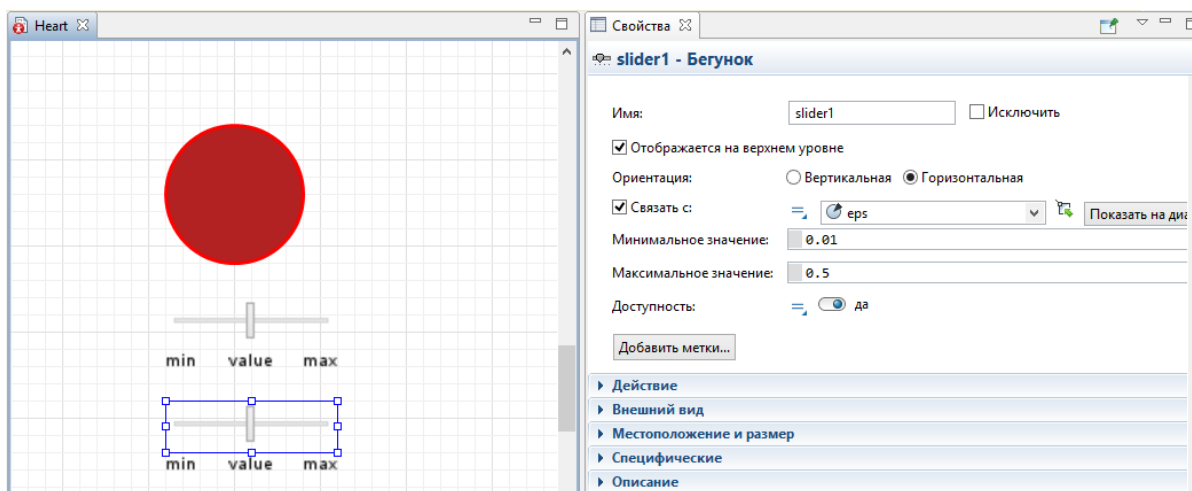 Heart
min value max
min value max
Свойства
slider1 - Бегунок
Имя: slider1 Исключить
Отображается на верхнем уровне
Ориентация: Вертикальная Горизонтальная
Связать с: eps Показать на диа
Минимальное значение: 0.01
Максимальное значение: 0.5
Доступность: да
Добавить метки...
Действие
Внешний вид
Местоположение и размер
Специфические
Описание